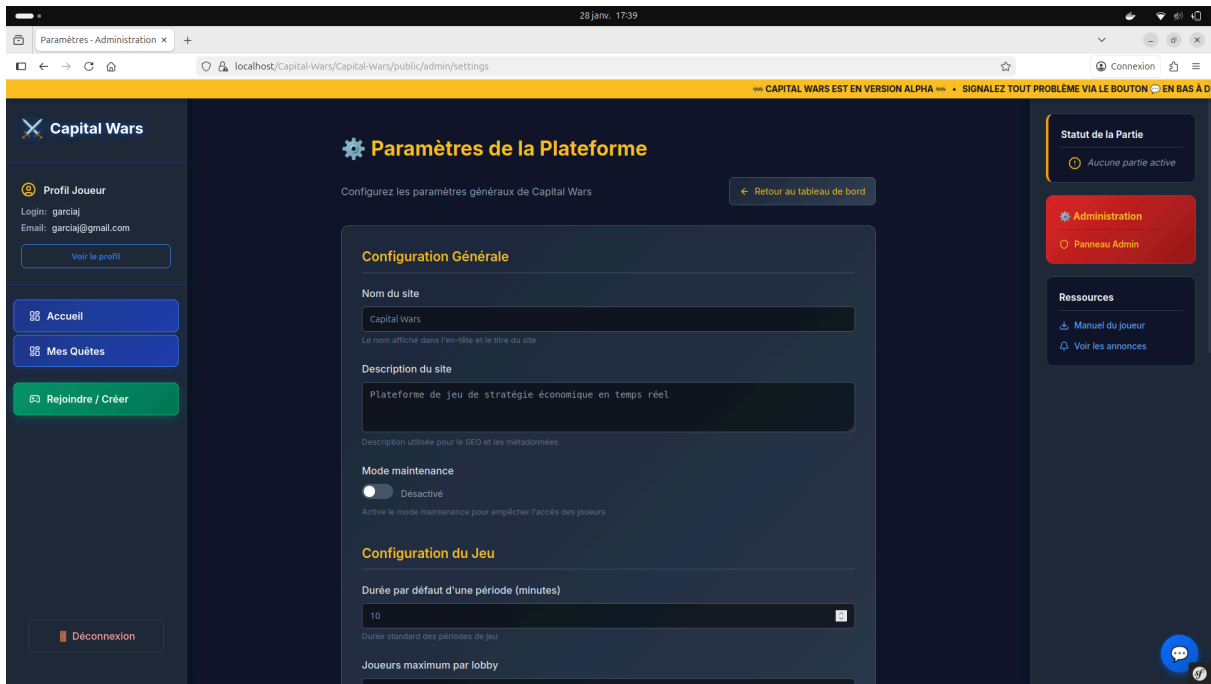 28 janv. 17:39
Paramètres - Administration
localhost/Capital-Wars/Capital-Wars/public/admin/settings
Connexion
CAPITAL WARS EST EN VERSION ALPHA • SIGNALEZ TOUT PROBLÈME VIA LE BOUTON 💬 EN BAS À D
Capital Wars
Profil Joueur
Login: garciaj
Email: garciaj@gmail.com
Voir le profil
Accueil
Mes Quêtes
Rejoindre / Créer
Déconnexion
Paramètres de la Plateforme
Configurez les paramètres généraux de Capital Wars
← Retour au tableau de bord
Configuration Générale
Nom du site
Capital Wars
Le nom affiché dans l'en-tête et le titre du site
Description du site
Plateforme de jeu de stratégie économique en temps réel
Description utilisée pour le SEO et les métadonnées
Mode maintenance
Désactivé
Active le mode maintenance pour empêcher l'accès des joueurs
Configuration du Jeu
Durée par défaut d'une période (minutes)
10
Durée standard des périodes de jeu
Joueurs maximum par lobby
Statut de la Partie
Aucune partie active
Administration
Panneau Admin
Ressources
Manuel du joueur
Voir les annonces
sf